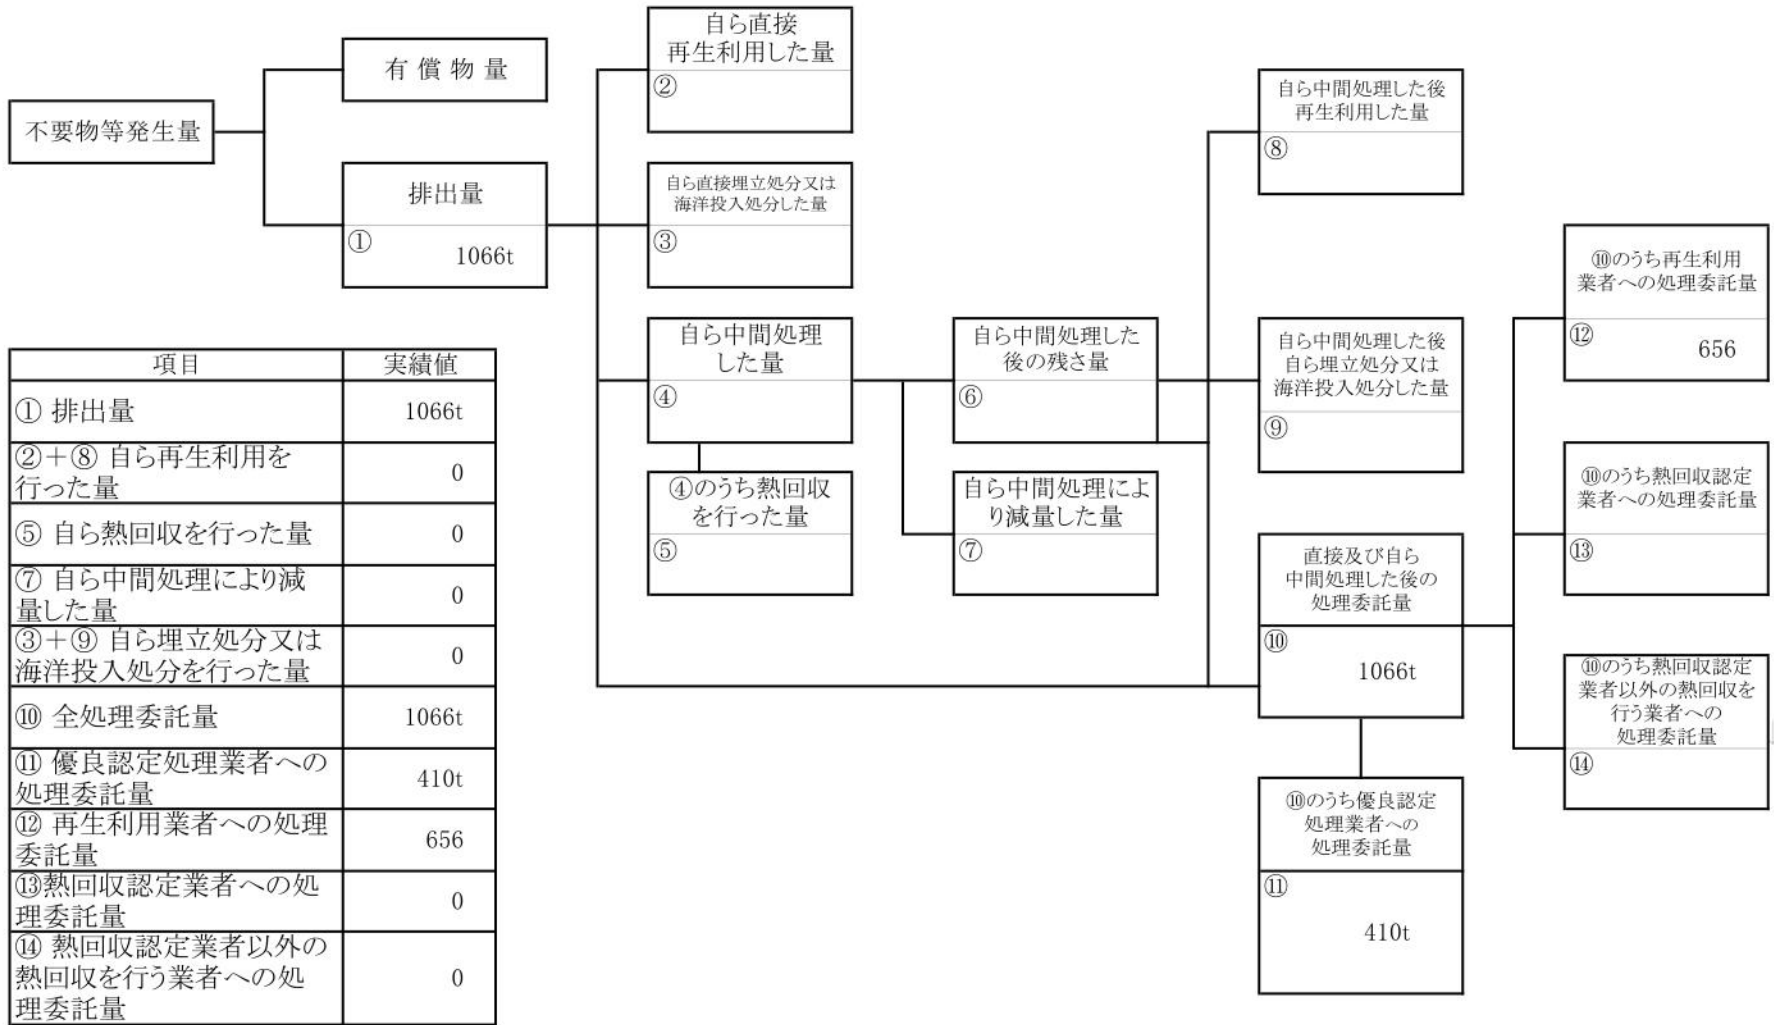 不要物等発生量
有 償 物 量
排出量
①
1066t
自ら直接
再生利用した量
②
自ら直接埋立処分又は
海洋投入処分した量
③
自ら中間処理
した量
④
④のうち熱回収
を行った量
⑤
自ら中間処理した
後の残さ量
⑥
自ら中間処理によ
り減量した量
⑦
自ら中間処理した後
再生利用した量
⑧
自ら中間処理した後
自ら埋立処分又は
海洋投入処分した量
⑨
直接及び自ら
中間処理した後の
処理委託量
⑩
1066t
⑩のうち優良認定
処理業者への
処理委託量
⑪
410t
⑩のうち再生利用
業者への処理委託量
⑫
656
⑩のうち熱回収認定
業者への処理委託量
⑬
⑩のうち熱回収認定
業者以外の熱回収を
行う業者への
処理委託量
⑭
項目 実績値
① 排出量 1066t
②+⑧ 自ら再生利用を
行った量 0
⑤ 自ら熱回収を行った量 0
⑦ 自ら中間処理により減
量した量 0
③+⑨ 自ら埋立処分又は
海洋投入処分を行った量 0
⑩ 全処理委託量 1066t
⑪ 優良認定処理業者への
処理委託量 410t
⑫ 再生利用業者への処理
委託量 656
⑬熱回収認定業者への処
理委託量 0
⑭ 熱回収認定業者以外の
熱回収を行う業者への処
理委託量 0